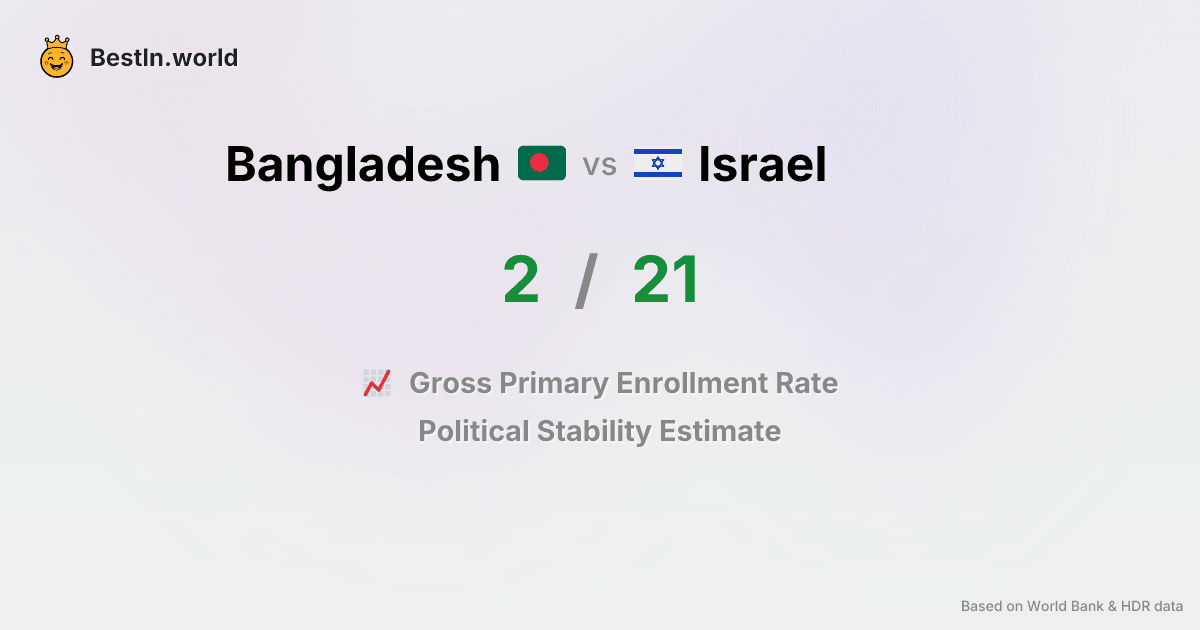 BestIn.world
Bangladesh vs Israel
2 / 21
Gross Primary Enrollment Rate
Political Stability Estimate
Based on World Bank & HDR data